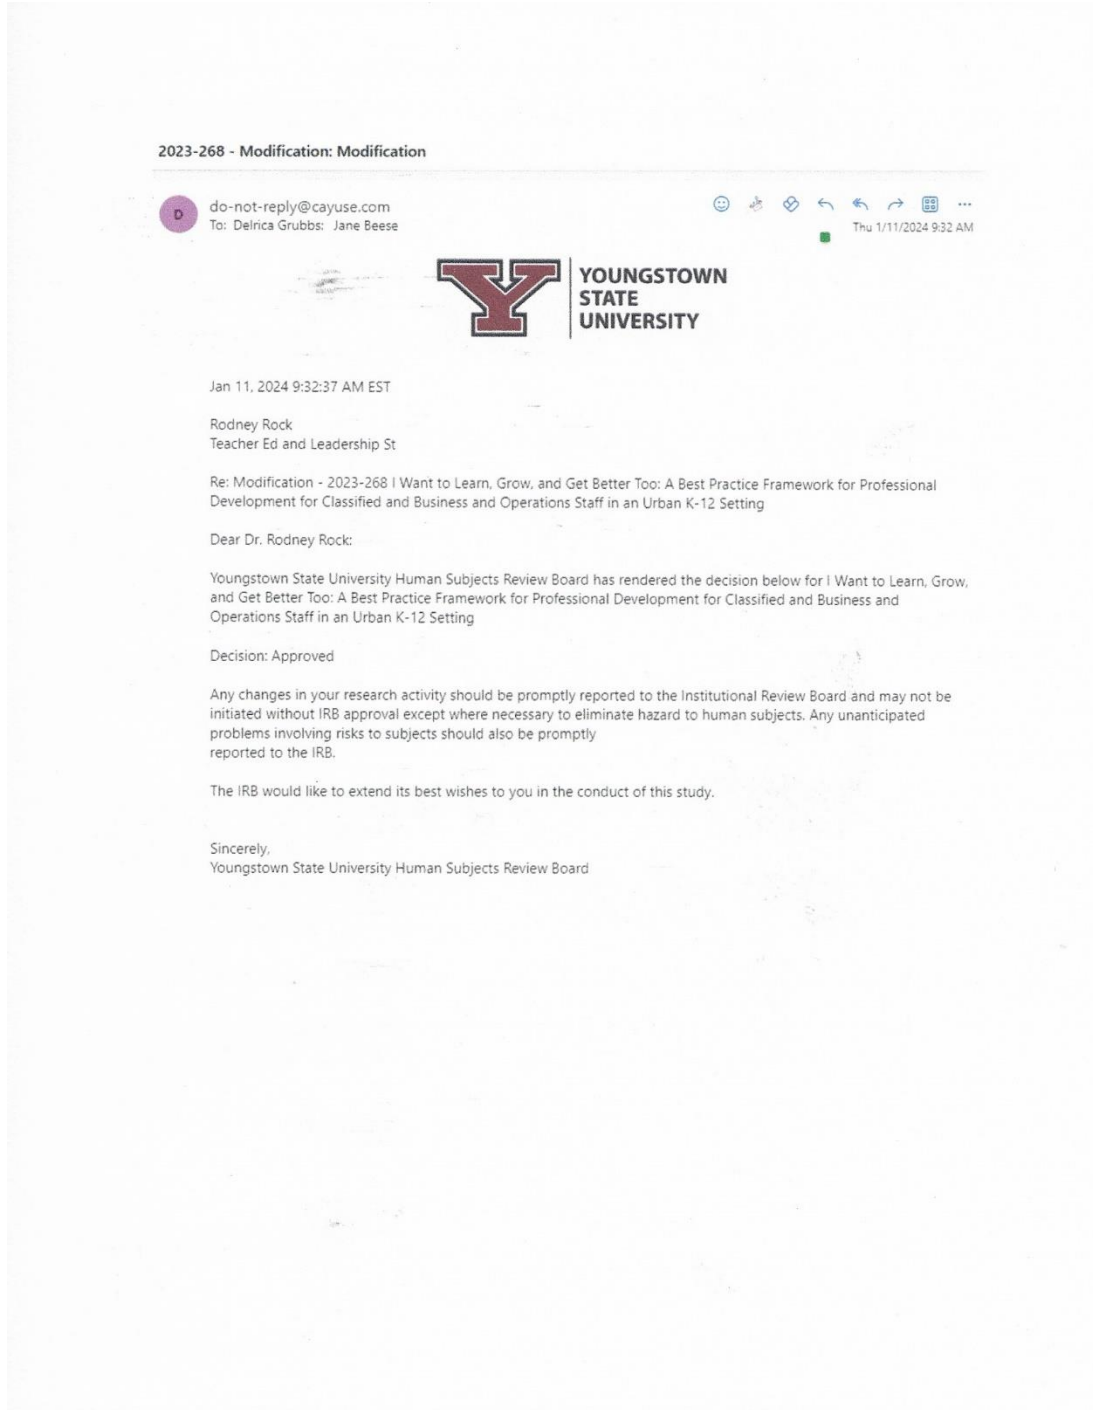 2023-268 - Modification: Modification
D
do-not-reply@cayuse.com
To: Delrica Grubbs: Jane Beese
Thu 1/11/2024 9:32 AM
Y
YOUNGSTOWN
STATE
UNIVERSITY
Jan 11, 2024 9:32:37 AM EST
Rodney Rock
Teacher Ed and Leadership St
Re: Modification - 2023-268 I Want to Learn, Grow, and Get Better Too: A Best Practice Framework for Professional
Development for Classified and Business and Operations Staff in an Urban K-12 Setting
Dear Dr. Rodney Rock:
Youngstown State University Human Subjects Review Board has rendered the decision below for I Want to Learn, Grow,
and Get Better Too: A Best Practice Framework for Professional Development for Classified and Business and
Operations Staff in an Urban K-12 Setting
Decision: Approved
Any changes in your research activity should be promptly reported to the Institutional Review Board and may not be
initiated without IRB approval except where necessary to eliminate hazard to human subjects. Any unanticipated
problems involving risks to subjects should also be promptly
reported to the IRB.
The IRB would like to extend its best wishes to you in the conduct of this study.
Sincerely,
Youngstown State University Human Subjects Review Board